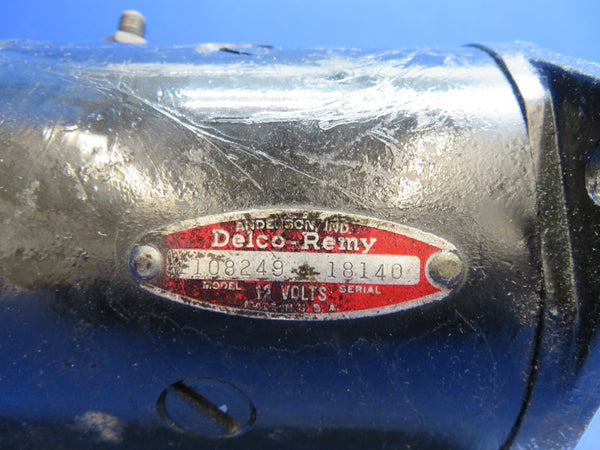 ANDERSON, IND.
Delco-Remy
1108249 18140
MODEL 12 VOLTS SERIAL
U.S.A.